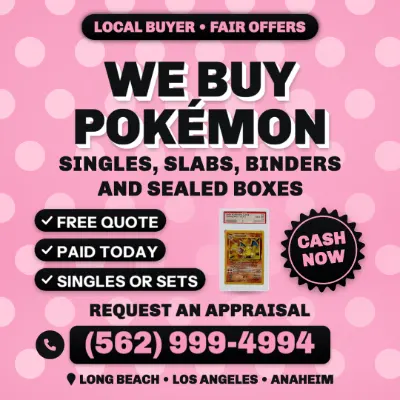 LOCAL BUYER • FAIR OFFERS
WE BUY
POKÉMON
SINGLES, SLABS, BINDERS
AND SEALED BOXES
FREE QUOTE
PAID TODAY
SINGLES OR SETS
CASH
NOW
REQUEST AN APPRAISAL
(562) 999-4994
LONG BEACH • LOS ANGELES • ANAHEIM